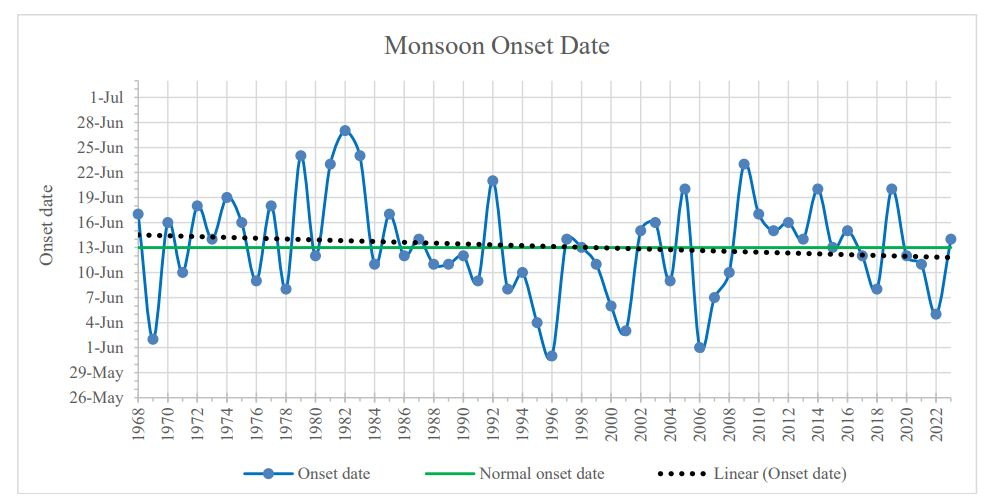 Monsoon Onset Date
Onset date
1-Jul
28-Jun
25-Jun
22-Jun
19-Jun
16-Jun
13-Jun
10-Jun
7-Jun
4-Jun
1-Jun
29-May
26-May
1968
1970
1972
1974
1976
1978
1980
1982
1984
1986
1988
1990
1992
1994
1996
1998
2000
2002
2004
2006
2008
2010
2012
2014
2016
2018
2020
2022
Onset date
Normal onset date
Linear (Onset date)